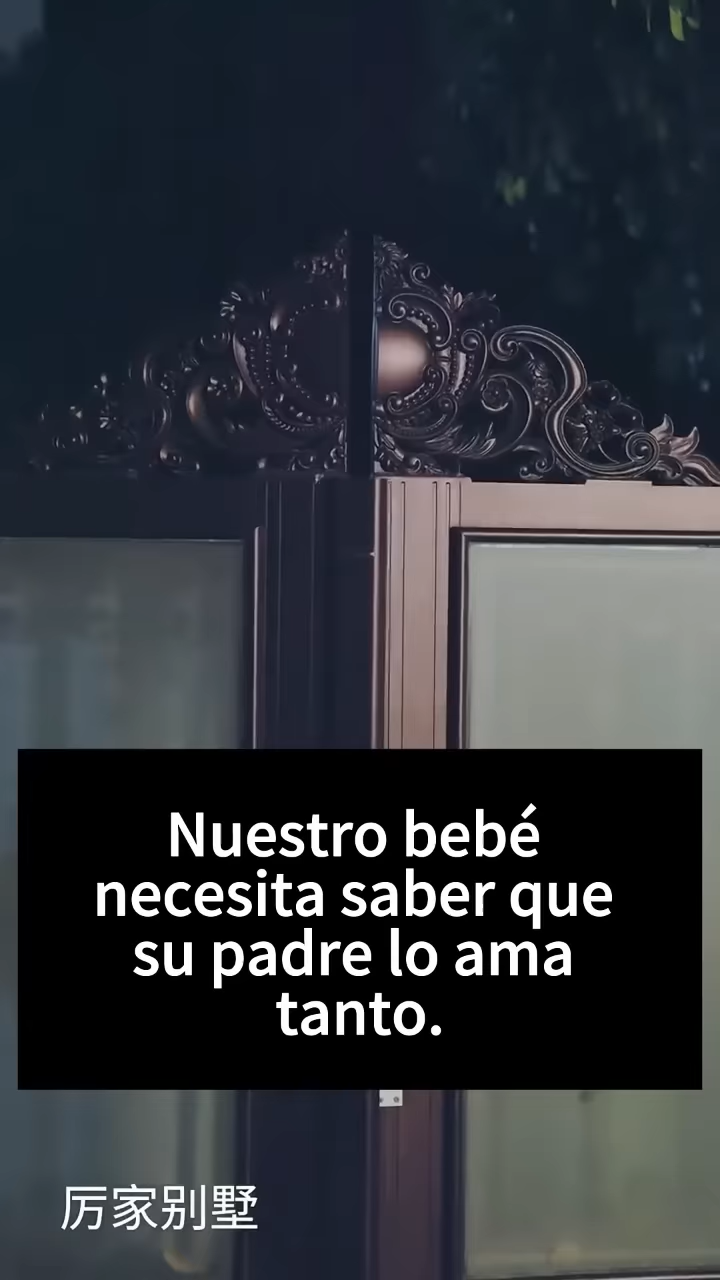 Nuestro bebé
necesita saber que
su padre lo ama
tanto.
厉家别墅